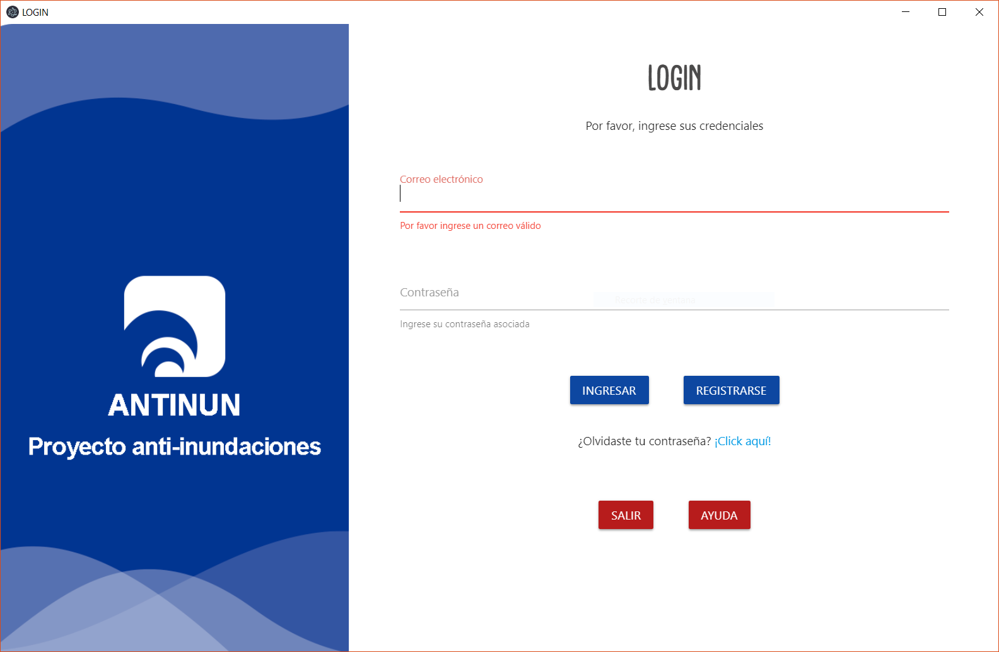 LOGIN
LOGIN
Por favor, ingrese sus credenciales
Correo electrónico
Por favor ingrese un correo válido
Contraseña
Recorte de ventana
Ingrese su contraseña asociada
INGRESAR
REGISTRARSE
¿Olvidaste tu contraseña? ¡Click aquí!
SALIR
AYUDA
ANTINUN
Proyecto anti-inundaciones